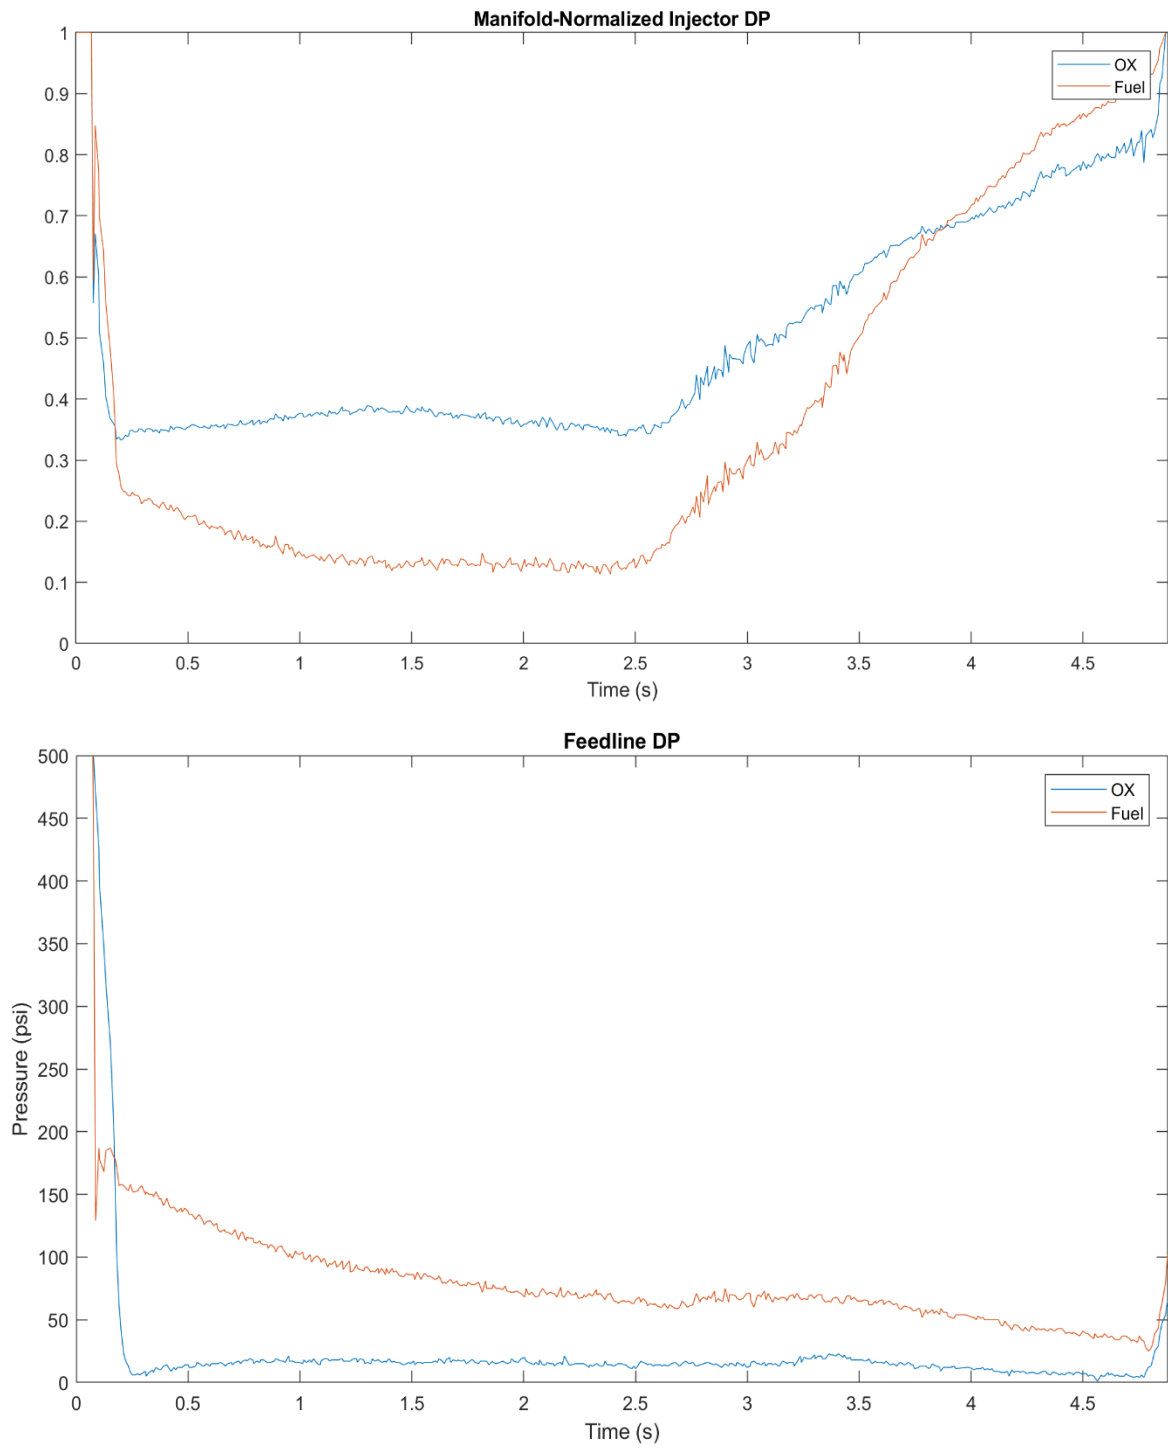 Manifold-Normalized Injector DP
1
0.9
0.8
0.7
0.6
0.5
0.4
0.3
0.2
0.1
0
OX
Fuel
0 0.5 1 1.5 2 2.5 3 3.5 4 4.5
Time (s)
Feedline DP
Pressure (psi)
500
450
400
350
300
250
200
150
100
50
0
OX
Fuel
0 0.5 1 1.5 2 2.5 3 3.5 4 4.5
Time (s)